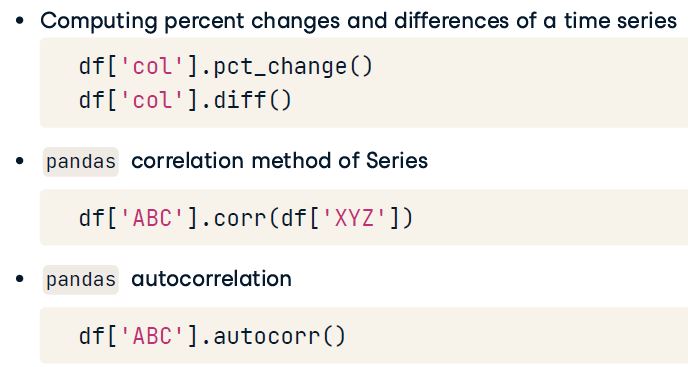 • Computing percent changes and differences of a time series
df['col'].pct_change()
df['col'].diff()
• pandas correlation method of Series
df['ABC'].corr(df['XYZ'])
• pandas autocorrelation
df['ABC'].autocorr()